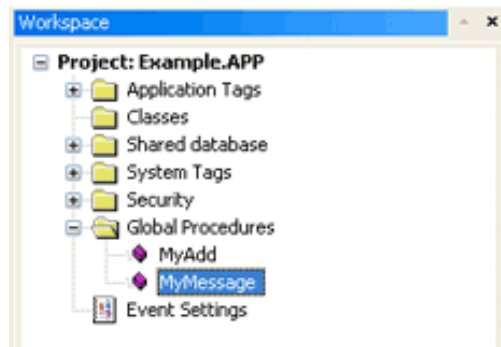 Workspace
Project: Example.APP
Application Tags
Classes
Shared database
System Tags
Security
Global Procedures
MyAdd
MyMessage
Event Settings